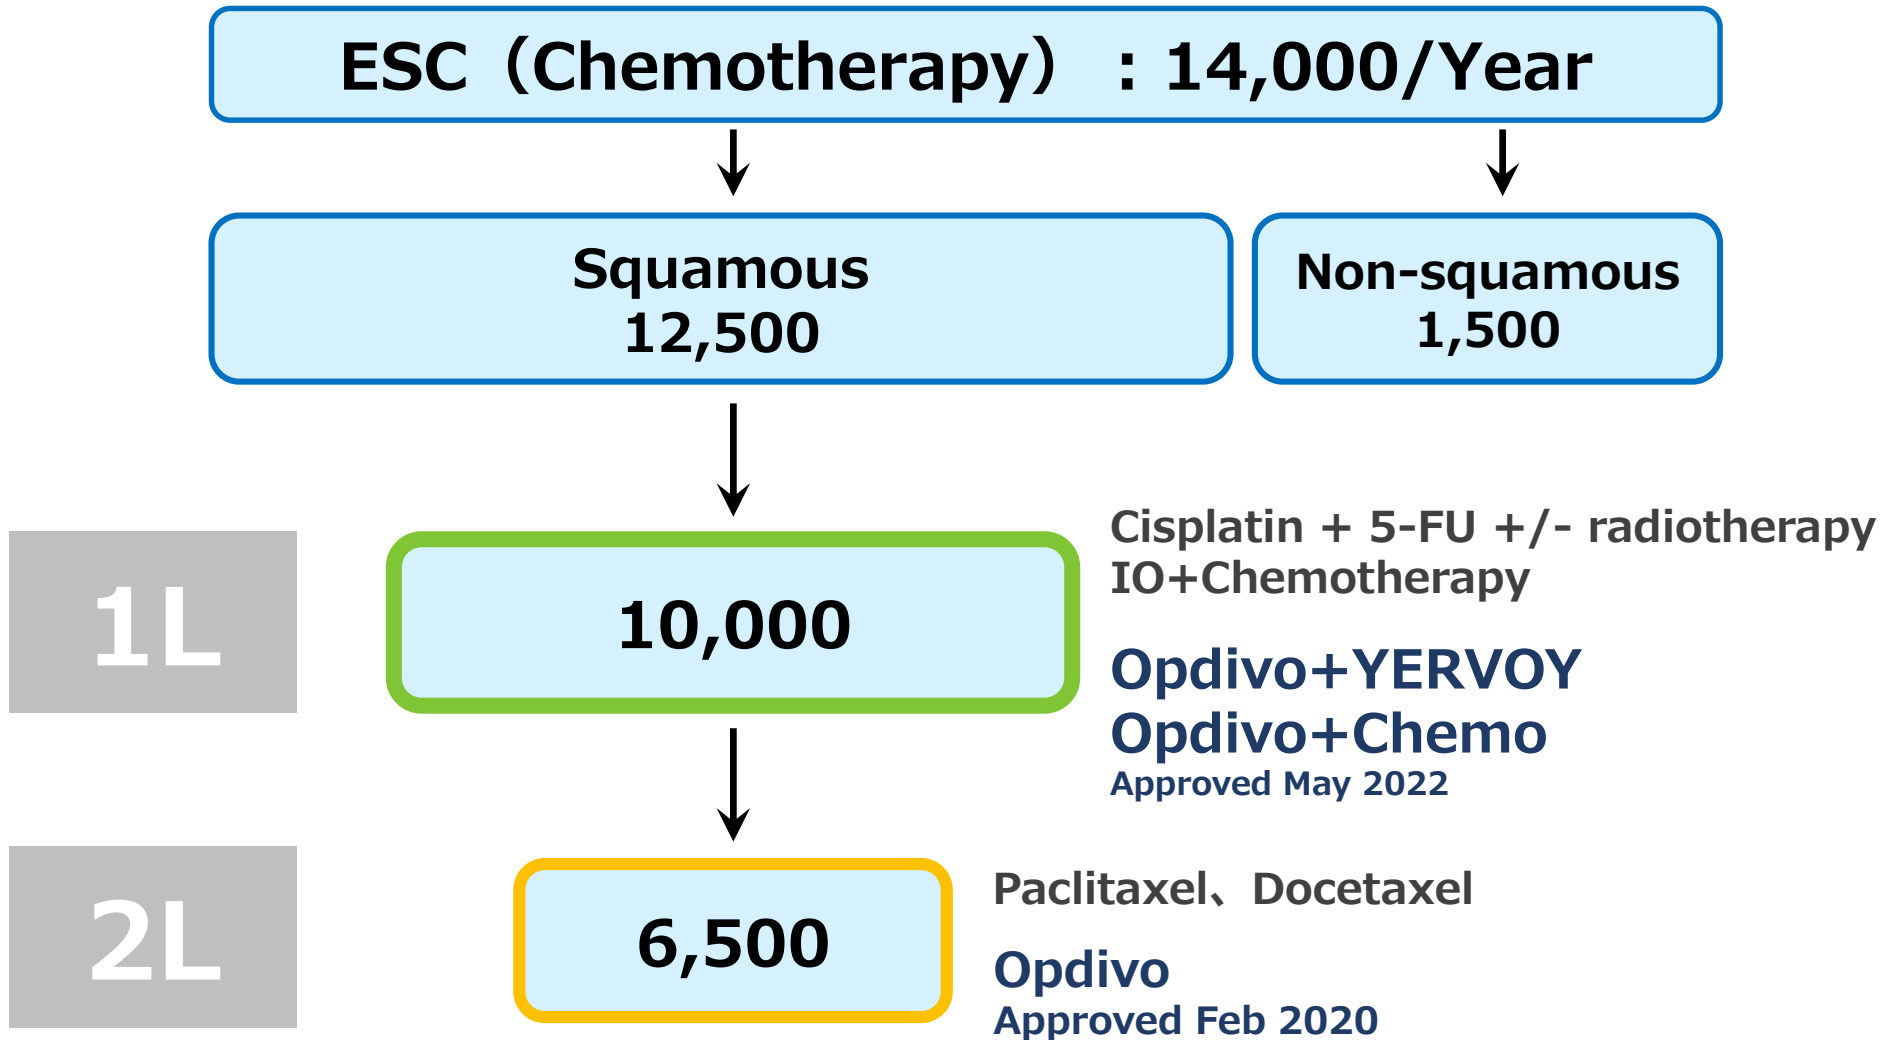 ESC（Chemotherapy）：14,000/Year
Squamous
12,500
Non-squamous
1,500
1L
10,000
Cisplatin + 5-FU +/- radiotherapy
IO+Chemotherapy
Opdivo+YERVOY
Opdivo+Chemo
Approved May 2022
2L
6,500
Paclitaxel、Docetaxel
Opdivo
Approved Feb 2020